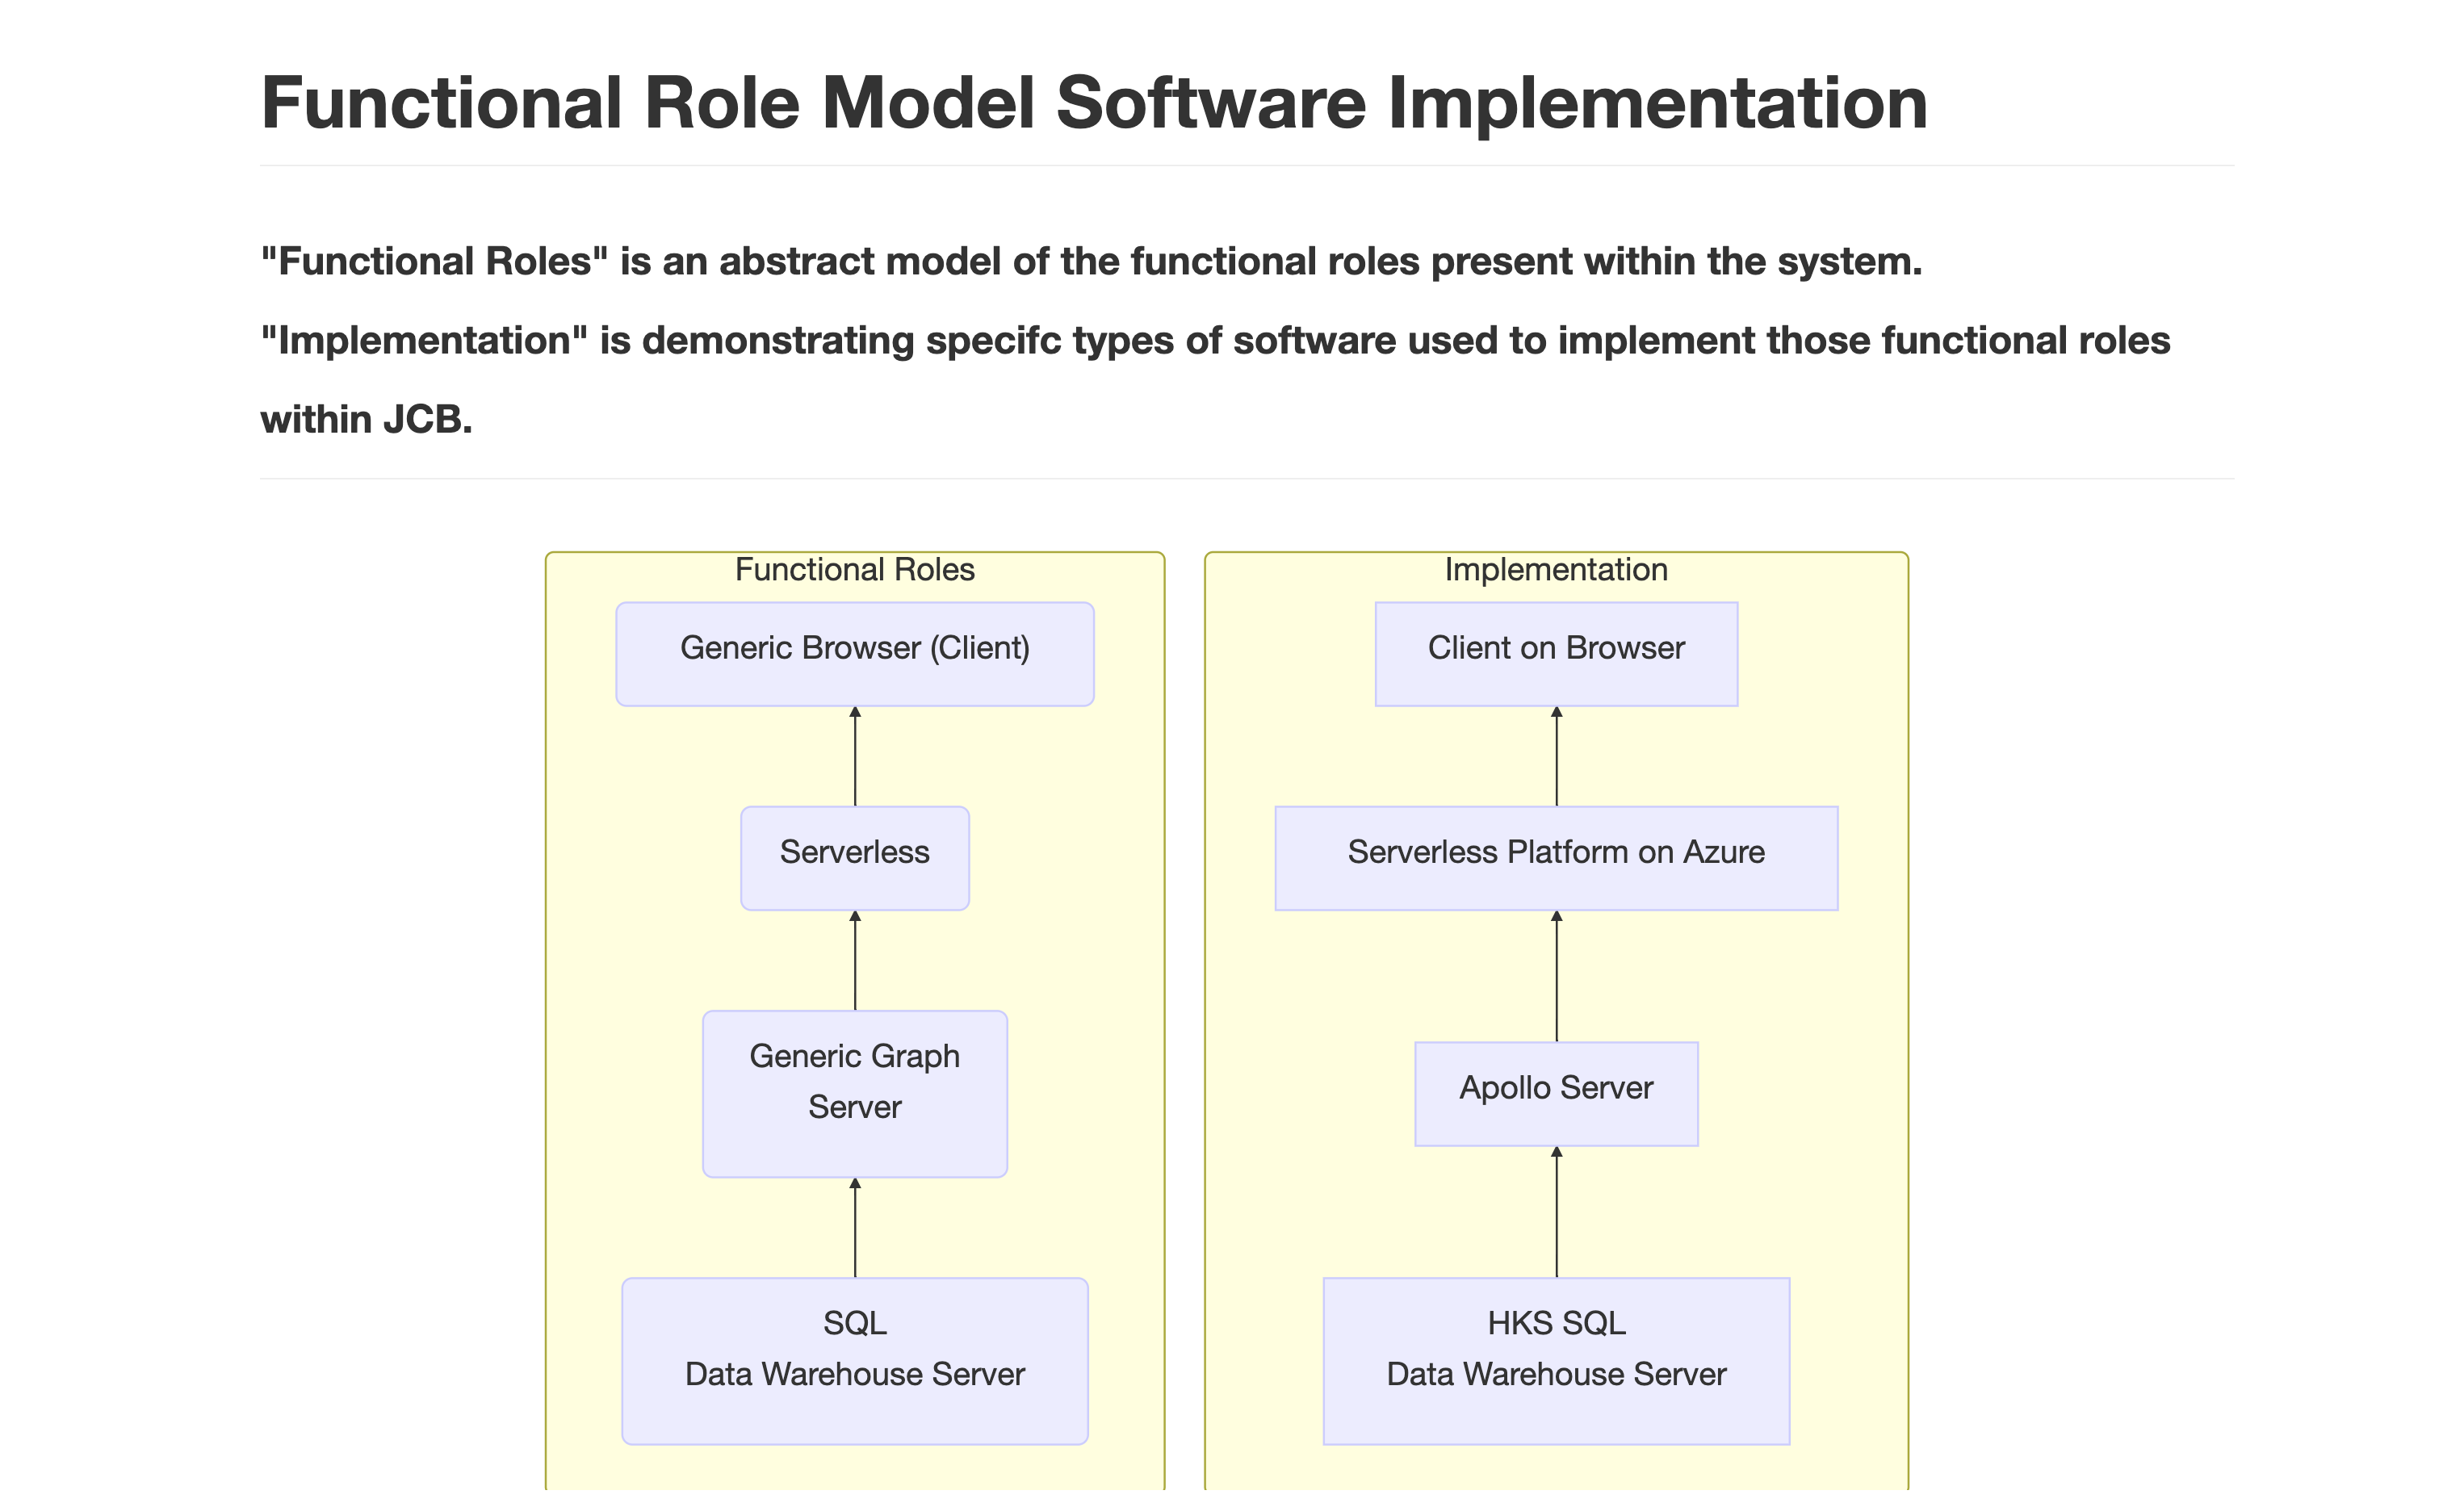 Functional Role Model Software Implementation
"Functional Roles" is an abstract model of the functional roles present within the system.
"Implementation" is demonstrating specifc types of software used to implement those functional roles
within JCB.
Functional Roles
Generic Browser (Client)
Serverless
Generic Graph
Server
SQL
Data Warehouse Server
Implementation
Client on Browser
Serverless Platform on Azure
Apollo Server
HKS SQL
Data Warehouse Server